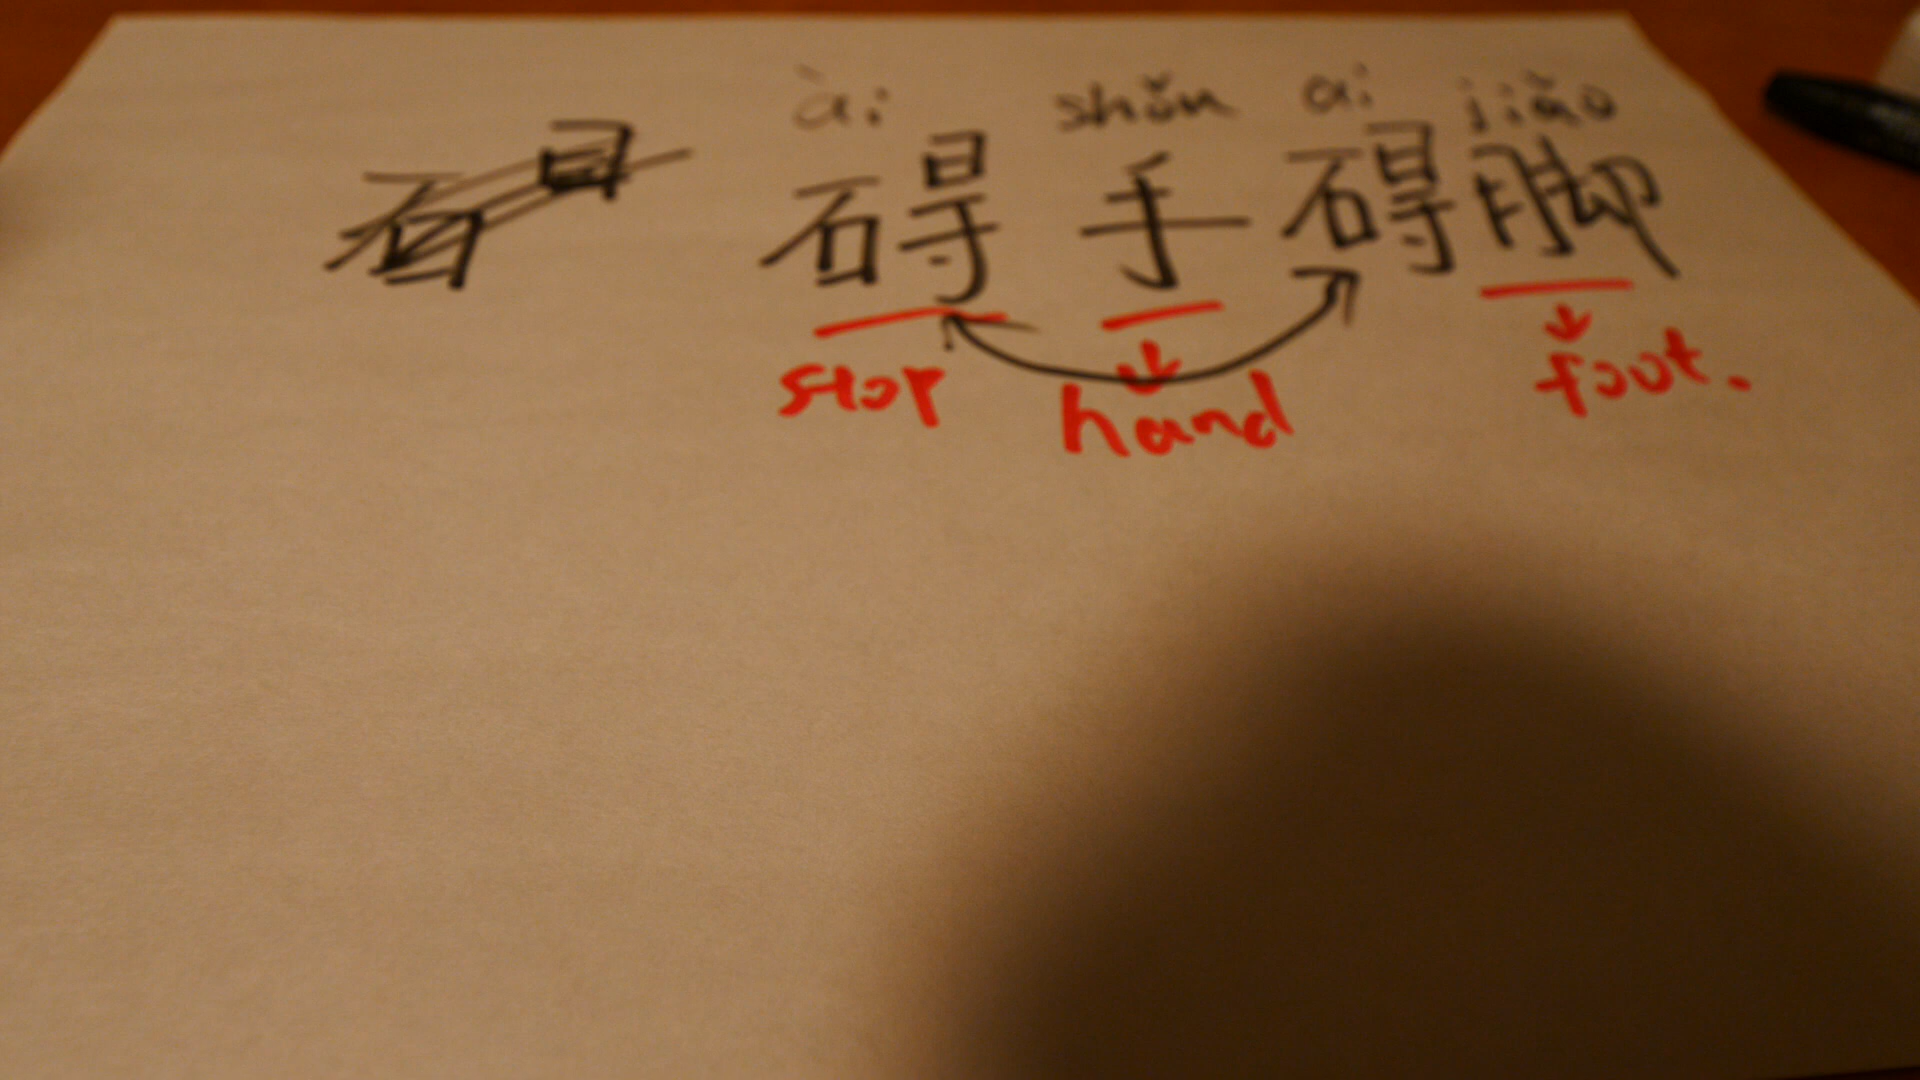 ài shǒu ài jiǎo
碍手碍脚
stop hand foot.